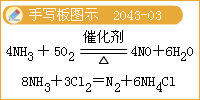 手写板图示 2043-03
催化剂
4NH₃ + 5O₂ ══ 4NO+6H₂O
△
8NH₃+3Cl₂=N₂+6NH₄Cl